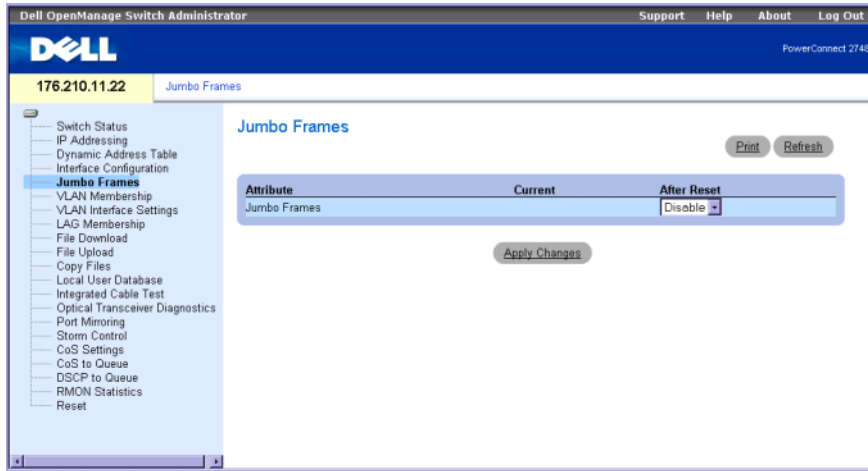 Dell OpenManage Switch Administrator
Support Help About Log Out
DELL
PowerConnect 2748
176.210.11.22
Jumbo Frames
Switch Status
IP Addressing
Dynamic Address Table
Interface Configuration
Jumbo Frames
VLAN Membership
VLAN Interface Settings
LAG Membership
File Download
File Upload
Copy Files
Local User Database
Integrated Cable Test
Optical Transceiver Diagnostics
Port Mirroring
Storm Control
CoS Settings
CoS to Queue
DSCP to Queue
RMON Statistics
Reset
Jumbo Frames
Print Refresh
Attribute Current After Reset
Jumbo Frames Disable
Apply Changes